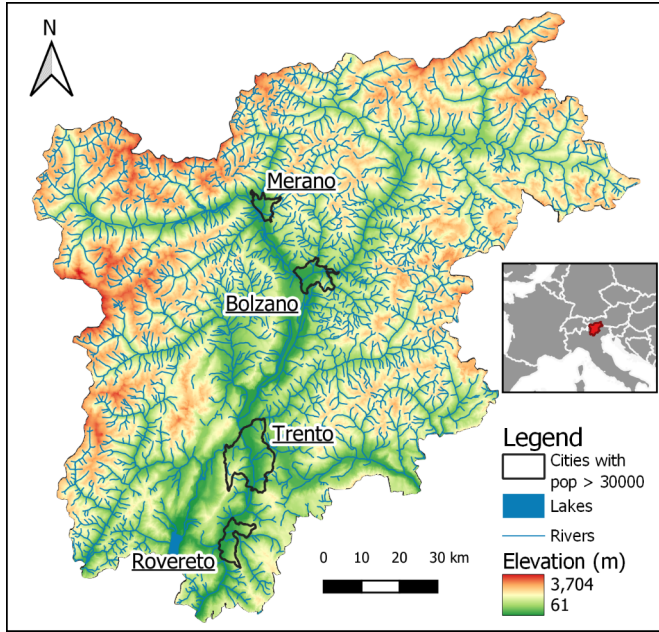 N
Merano
Bolzano
Trento
Rovereto
0 10 20 30 km
Legend
Cities with
pop > 30000
Lakes
Rivers
Elevation (m)
3,704
61